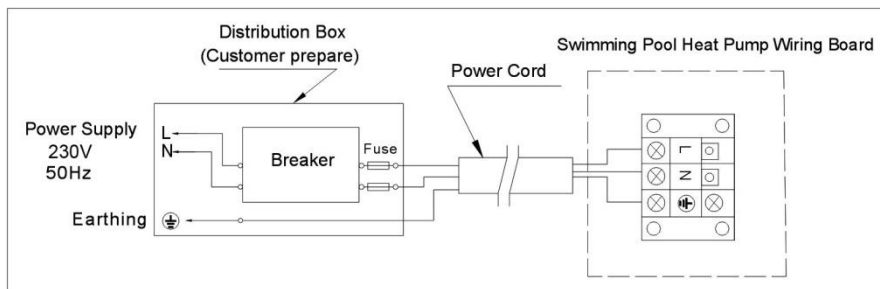 Distribution Box
(Customer prepare)
Swimming Pool Heat Pump Wiring Board
Power Cord
Power Supply
230V
50Hz
L
N
Breaker
Fuse
Earthing
L
N